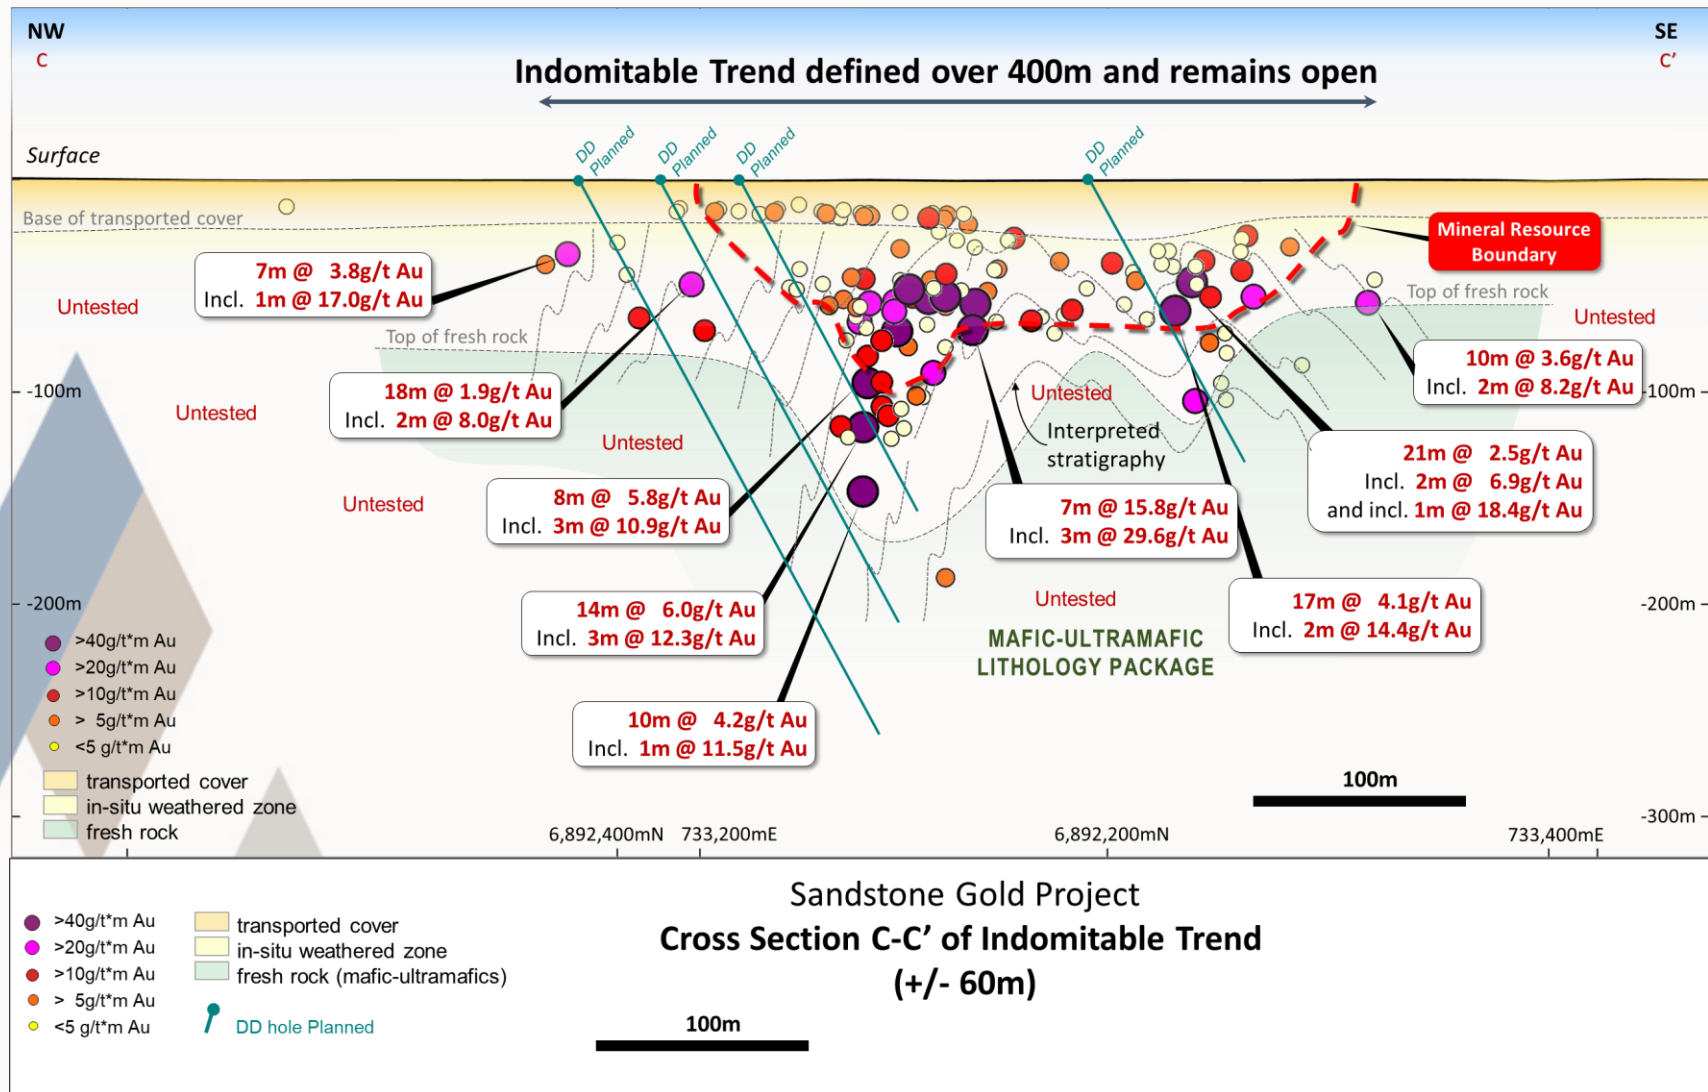 NW
SE
C
C’
Indomitable Trend defined over 400m and remains open
Surface
DD
Planned
DD
Planned
DD
Planned
DD
Planned
Base of transported cover
Mineral Resource
Boundary
7m @ 3.8g/t Au
Incl. 1m @ 17.0g/t Au
Untested
Top of fresh rock
Top of fresh rock
Untested
10m @ 3.6g/t Au
Incl. 2m @ 8.2g/t Au
18m @ 1.9g/t Au
Incl. 2m @ 8.0g/t Au
-100m
-100m
Untested
Untested
Untested
Interpreted
stratigraphy
21m @ 2.5g/t Au
Incl. 2m @ 6.9g/t Au
and incl. 1m @ 18.4g/t Au
Untested
8m @ 5.8g/t Au
Incl. 3m @ 10.9g/t Au
7m @ 15.8g/t Au
Incl. 3m @ 29.6g/t Au
14m @ 6.0g/t Au
Incl. 3m @ 12.3g/t Au
Untested
17m @ 4.1g/t Au
Incl. 2m @ 14.4g/t Au
-200m
-200m
MAFIC-ULTRAMAFIC
LITHOLOGY PACKAGE
10m @ 4.2g/t Au
Incl. 1m @ 11.5g/t Au
>40g/t*m Au
>20g/t*m Au
>10g/t*m Au
> 5g/t*m Au
<5 g/t*m Au
transported cover
in-situ weathered zone
fresh rock
100m
-300m
6,892,400mN
733,200mE
6,892,200mN
733,400mE
>40g/t*m Au
>20g/t*m Au
>10g/t*m Au
> 5g/t*m Au
<5 g/t*m Au
transported cover
in-situ weathered zone
fresh rock (mafic-ultramafics)
DD hole Planned
Sandstone Gold Project
Cross Section C-C’ of Indomitable Trend
(+/- 60m)
100m